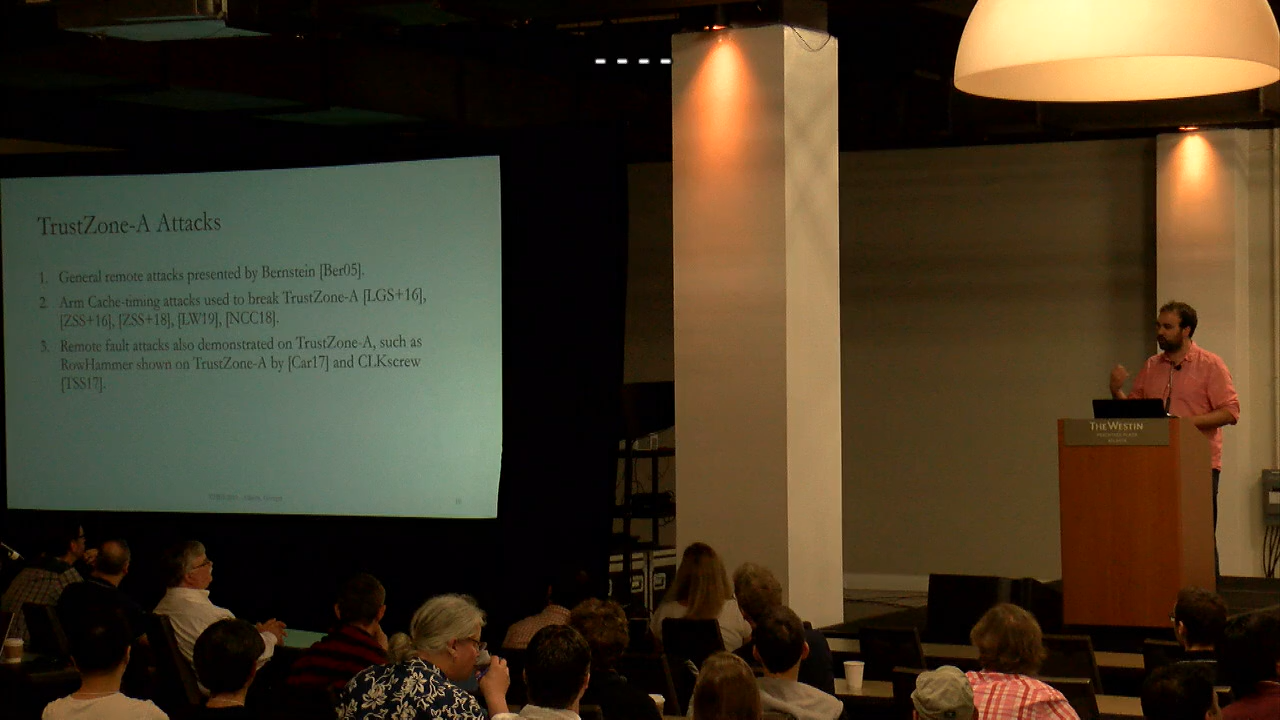 TrustZone-A Attacks
1. General remote attacks presented by Bernstein [Ber05].
2. Arm Cache-timing attacks used to break TrustZone-A [LGS+16],
[ZSS+16], [ZSS+18], [LW19], [NCC18].
3. Remote fault attacks also demonstrated on TrustZone-A, such as
RowHammer shown on TrustZone-A by [Car17] and CLKscrew
[TSS17].
THE WESTIN